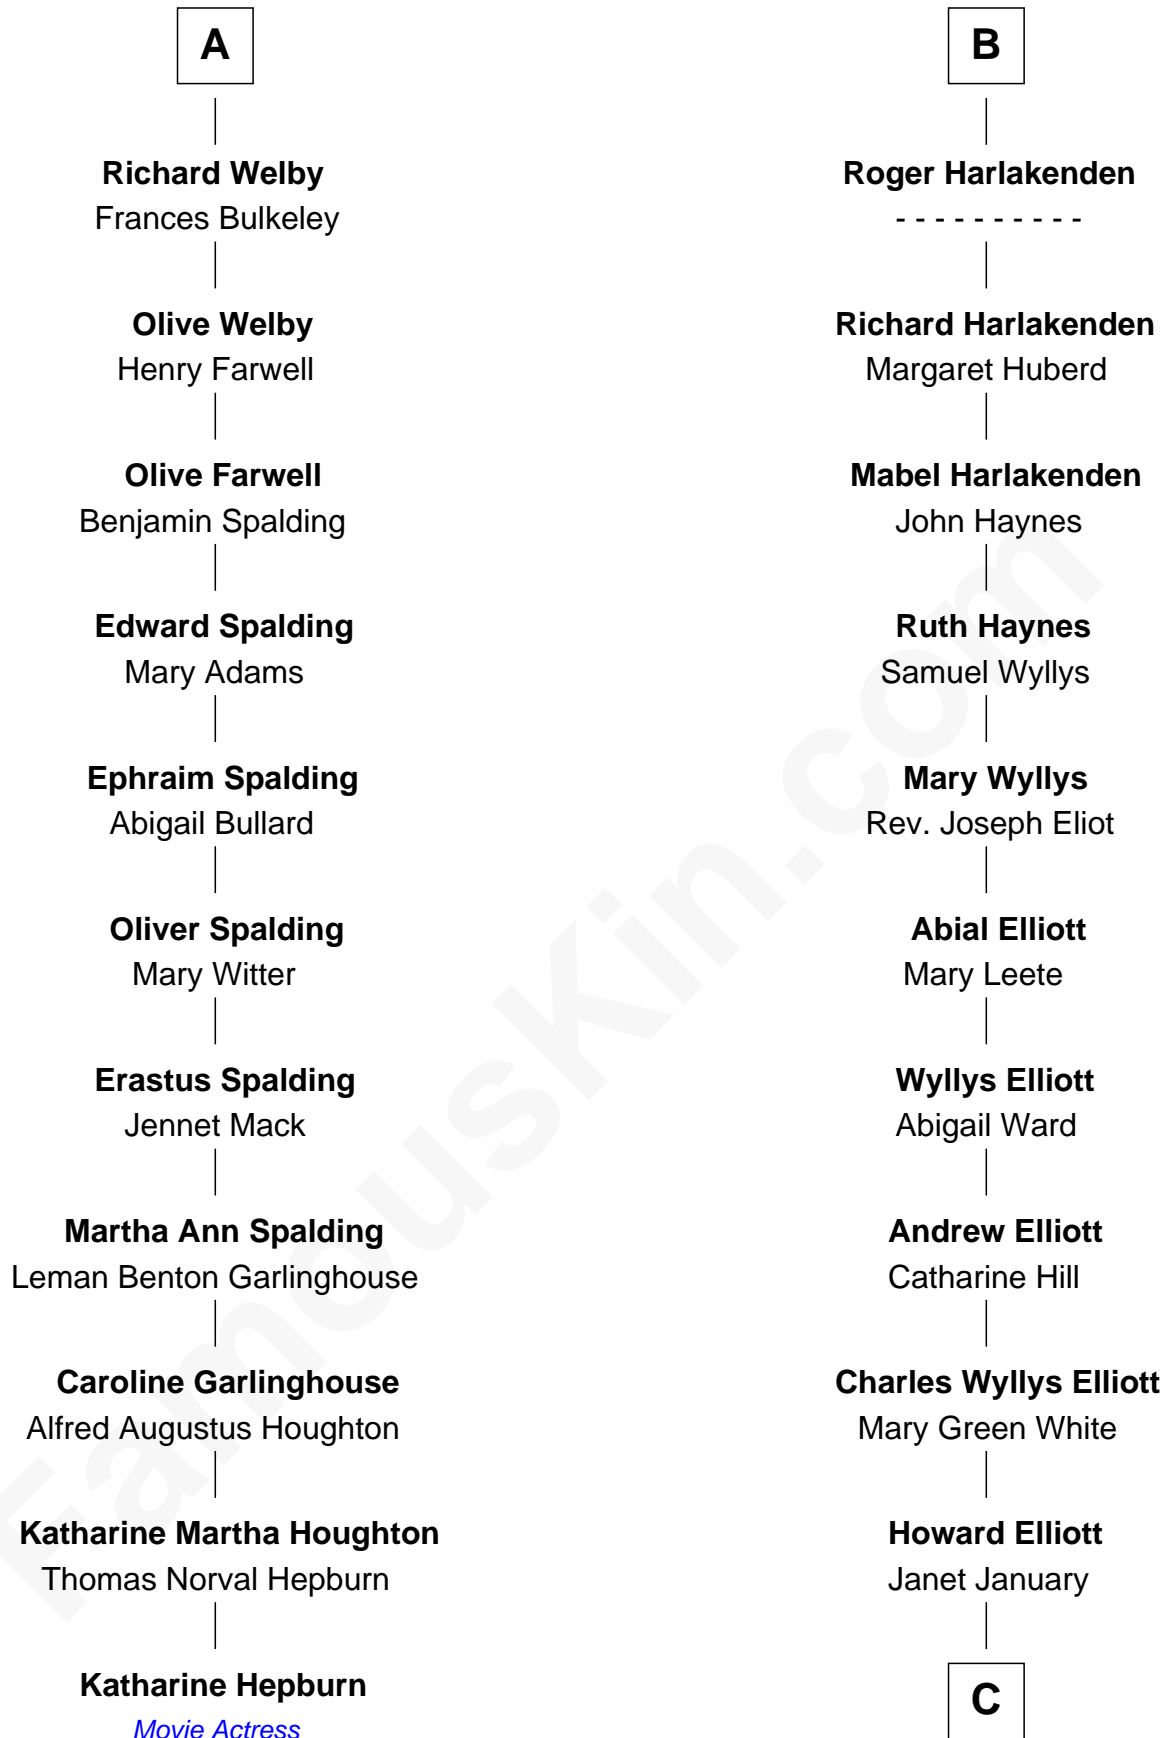 A
Richard Welby
Frances Bulkeley
Olive Welby
Henry Farwell
Olive Farwell
Benjamin Spalding
Edward Spalding
Mary Adams
Ephraim Spalding
Abigail Bullard
Oliver Spalding
Mary Witter
Erastus Spalding
Jennet Mack
Martha Ann Spalding
Leman Benton Garlinghouse
Caroline Garlinghouse
Alfred Augustus Houghton
Katharine Martha Houghton
Thomas Norval Hepburn
Katharine Hepburn
Movie Actress
B
Roger Harlakenden
- - - - - - - - - -
Richard Harlakenden
Margaret Huberd
Mabel Harlakenden
John Haynes
Ruth Haynes
Samuel Wyllys
Mary Wyllys
Rev. Joseph Eliot
Abial Elliott
Mary Leete
Wyllys Elliott
Abigail Ward
Andrew Elliott
Catharine Hill
Charles Wyllys Elliott
Mary Green White
Howard Elliott
Janet January
C
FamousKin.com